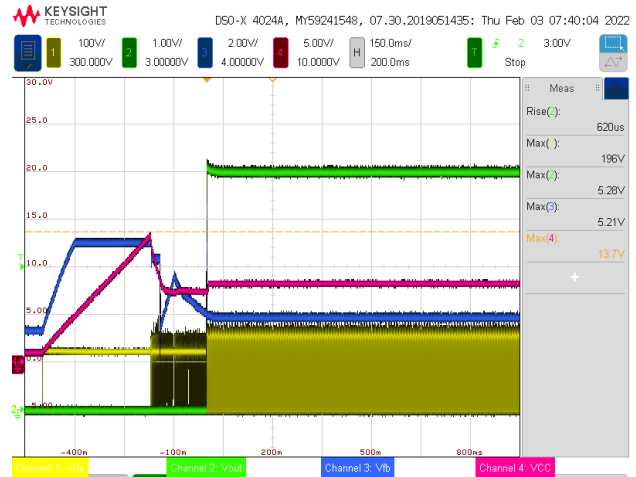 KEYSIGHT
TECHNOLOGIES
DSO-X 4024A, MY59241548, 07.30.2019051435: Thu Feb 03 07:40:04 2022
1 100V/ 2 1.00V/ 3 2.00V/ 4 5.00V/ H 150.0ms/ T 2 3.00V
300.000V 3.00000V 4.00000V 10.0000V 200.0ms Stop
30.0V
25.0
20.0
15.0
10.0
5.00
0.0
-5.00
T
2
-400m -100m 200m 500m 800ms
Meas
Rise(2):
620us
Max( ):
196V
Max(2):
5.28V
Max(3):
5.21V
Max(4):
13.7V
Channel 1: Vds Channel 2: Vout Channel 3: Vfb Channel 4: VCC